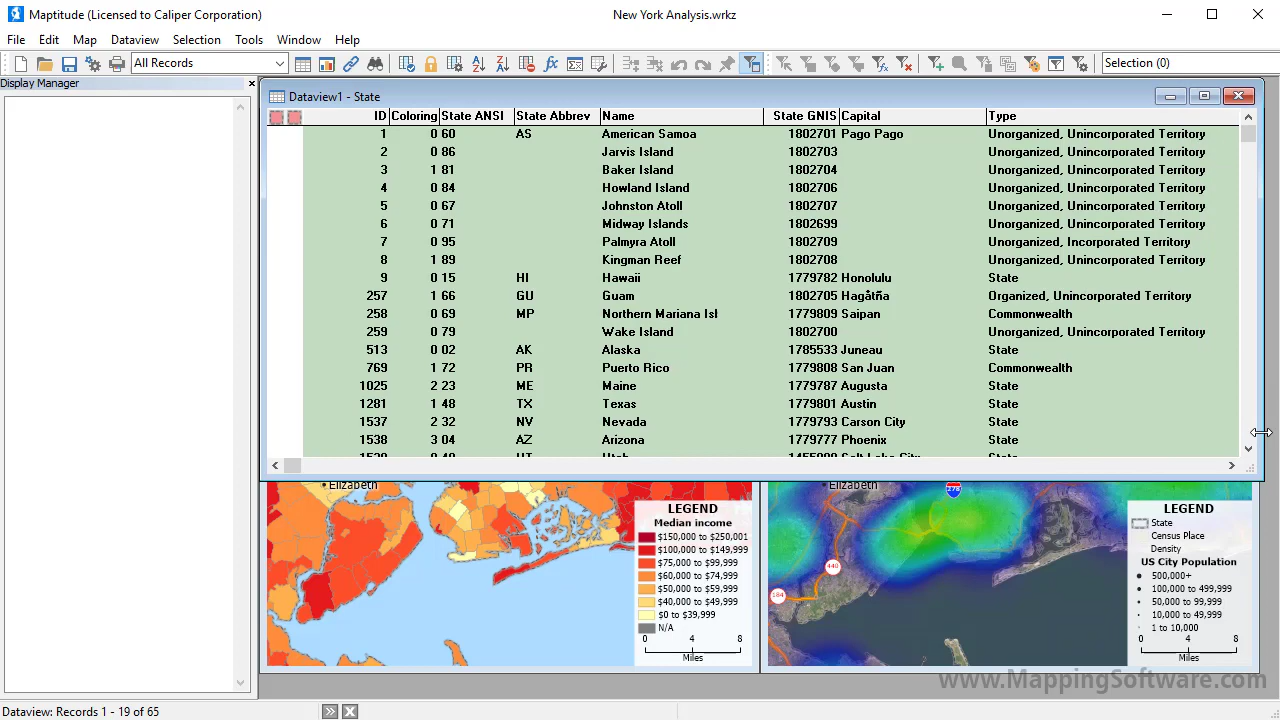 Maptitude (Licensed to Caliper Corporation) New York Analysis.wrkz
File Edit Map Dataview Selection Tools Window Help
All Records Selection (0)
Display Manager
Dataview1 - State
ID Coloring State ANSI State Abbrev Name State GNIS Capital Type
1 0 60 AS American Samoa 1802701 Pago Pago Unorganized, Unincorporated Territory
2 0 86 Jarvis Island 1802703 Unorganized, Unincorporated Territory
3 1 81 Baker Island 1802704 Unorganized, Unincorporated Territory
4 0 84 Howland Island 1802706 Unorganized, Unincorporated Territory
5 0 67 Johnston Atoll 1802707 Unorganized, Unincorporated Territory
6 0 71 Midway Islands 1802699 Unorganized, Unincorporated Territory
7 0 95 Palmyra Atoll 1802709 Unorganized, Incorporated Territory
8 1 89 Kingman Reef 1802708 Unorganized, Unincorporated Territory
9 0 15 HI Hawaii 1779782 Honolulu State
257 1 66 GU Guam 1802705 Hagåtña Organized, Unincorporated Territory
258 0 69 MP Northern Mariana Isl 1779809 Saipan Commonwealth
259 0 79 Wake Island 1802700 Unorganized, Unincorporated Territory
513 0 02 AK Alaska 1785533 Juneau State
769 1 72 PR Puerto Rico 1779808 San Juan Commonwealth
1025 2 23 ME Maine 1779787 Augusta State
1281 1 48 TX Texas 1779801 Austin State
1537 2 32 NV Nevada 1779793 Carson City State
1538 3 04 AZ Arizona 1779777 Phoenix State
Elizabeth
LEGEND
Median income
$150,000 to $250,001
$100,000 to $149,999
$75,000 to $99,999
$60,000 to $74,999
$50,000 to $59,999
$40,000 to $49,999
$0 to $39,999
N/A
0 4 8
Miles
Elizabeth
278
440
184
LEGEND
State
Census Place
Density
US City Population
500,000+
100,000 to 499,999
50,000 to 99,999
10,000 to 49,999
1 to 10,000
0 4 8
Miles
www.MappingSoftware.com
Dataview: Records 1 - 19 of 65